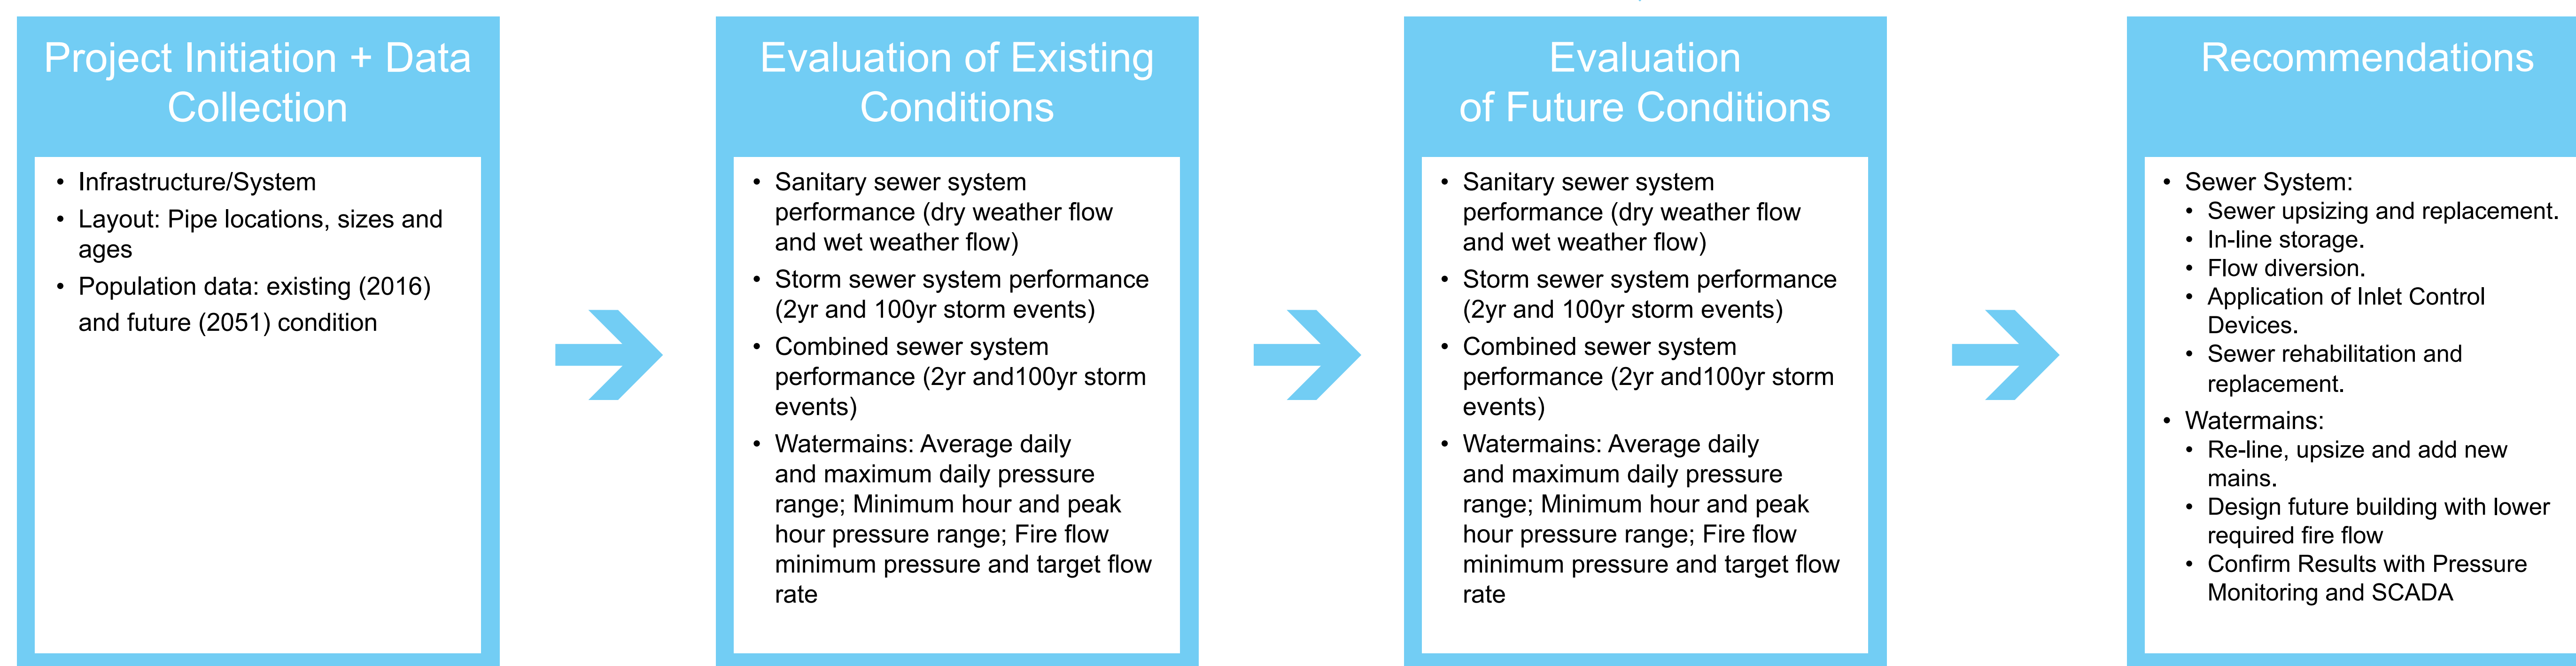 Project Initiation + Data
Collection
• Infrastructure/System
• Layout: Pipe locations, sizes and
ages
• Population data: existing (2016)
and future (2051) condition
Evaluation of Existing
Conditions
• Sanitary sewer system
performance (dry weather flow
and wet weather flow)
• Storm sewer system performance
(2yr and 100yr storm events)
• Combined sewer system
performance (2yr and100yr storm
events)
• Watermains: Average daily
and maximum daily pressure
range; Minimum hour and peak
hour pressure range; Fire flow
minimum pressure and target flow
rate
Evaluation
of Future Conditions
• Sanitary sewer system
performance (dry weather flow
and wet weather flow)
• Storm sewer system performance
(2yr and 100yr storm events)
• Combined sewer system
performance (2yr and100yr storm
events)
• Watermains: Average daily
and maximum daily pressure
range; Minimum hour and peak
hour pressure range; Fire flow
minimum pressure and target flow
rate
Recommendations
• Sewer System:
• Sewer upsizing and replacement.
• In-line storage.
• Flow diversion.
• Application of Inlet Control
Devices.
• Sewer rehabilitation and
replacement.
• Watermains:
• Re-line, upsize and add new
mains.
• Design future building with lower
required fire flow
• Confirm Results with Pressure
Monitoring and SCADA